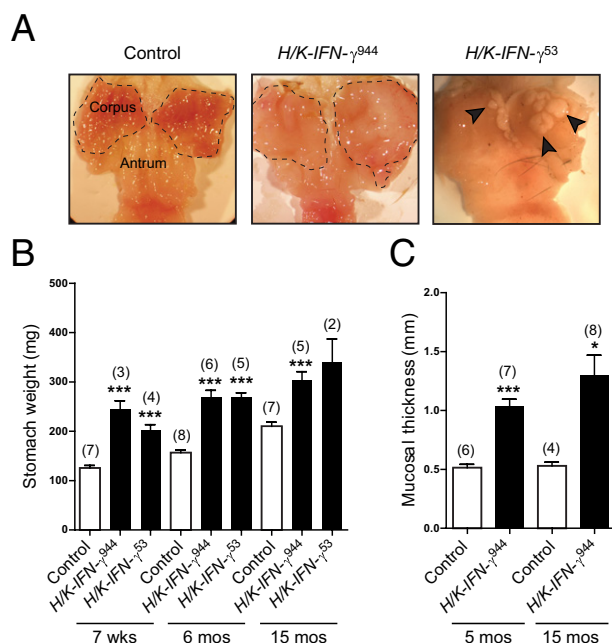 A
Control
H/K-IFN-γ⁹⁴⁴
H/K-IFN-γ⁵³
Corpus
Antrum
B
Stomach weight (mg)
500
400
300
200
100
0
(7)
(3)
***
(4)
***
(8)
(6)
***
(5)
***
(7)
(5)
***
(2)
Control
H/K-IFN-γ⁹⁴⁴
H/K-IFN-γ⁵³
Control
H/K-IFN-γ⁹⁴⁴
H/K-IFN-γ⁵³
Control
H/K-IFN-γ⁹⁴⁴
H/K-IFN-γ⁵³
7 wks
6 mos
15 mos
C
Mucosal thickness (mm)
2.0
1.5
1.0
0.5
0.0
(6)
(7)
***
(4)
(8)
*
Control
H/K-IFN-γ⁹⁴⁴
Control
H/K-IFN-γ⁹⁴⁴
5 mos
15 mos